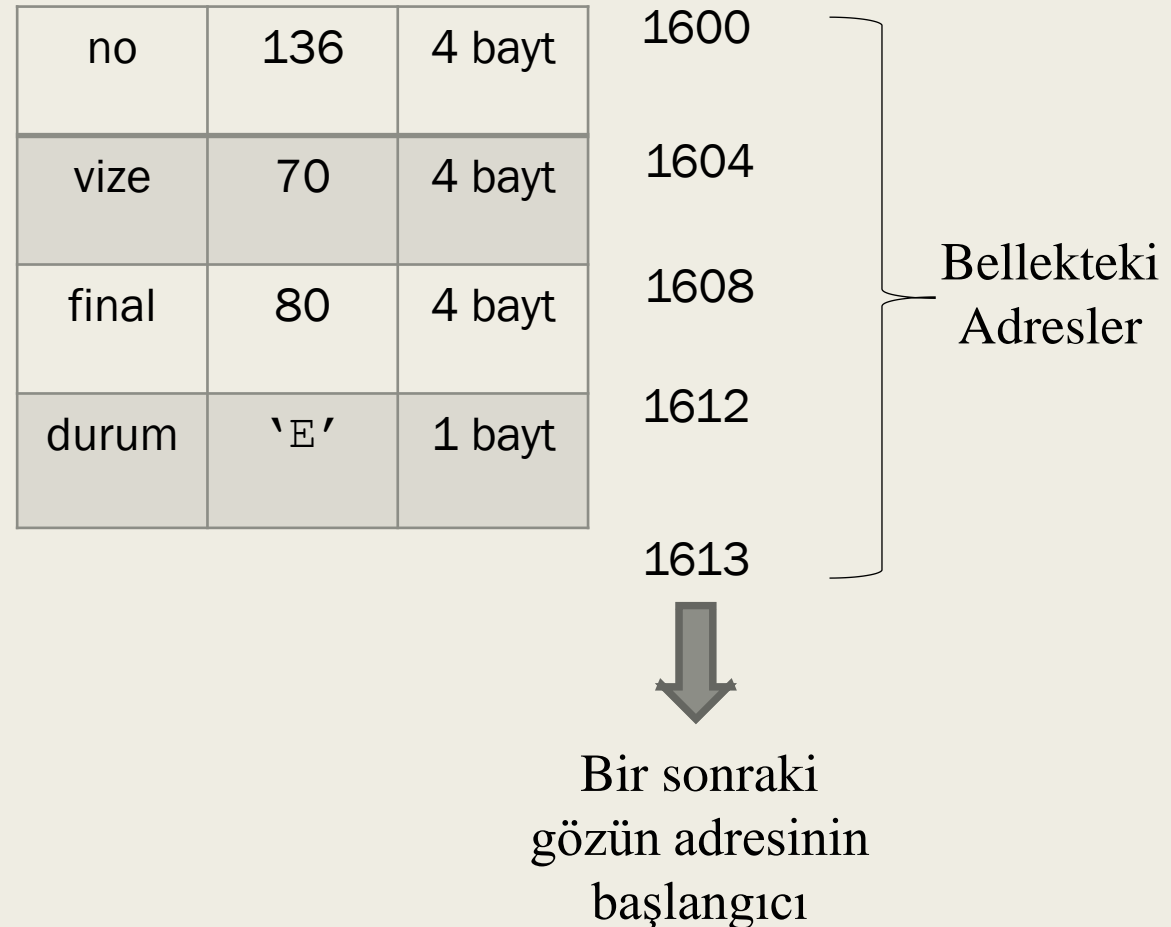 no 136 4 bayt 1600
vize 70 4 bayt 1604
final 80 4 bayt 1608
durum ‘E’ 1 bayt 1612
1613
Bellekteki
Adresler
Bir sonraki
gözün adresinin
başlangıcı